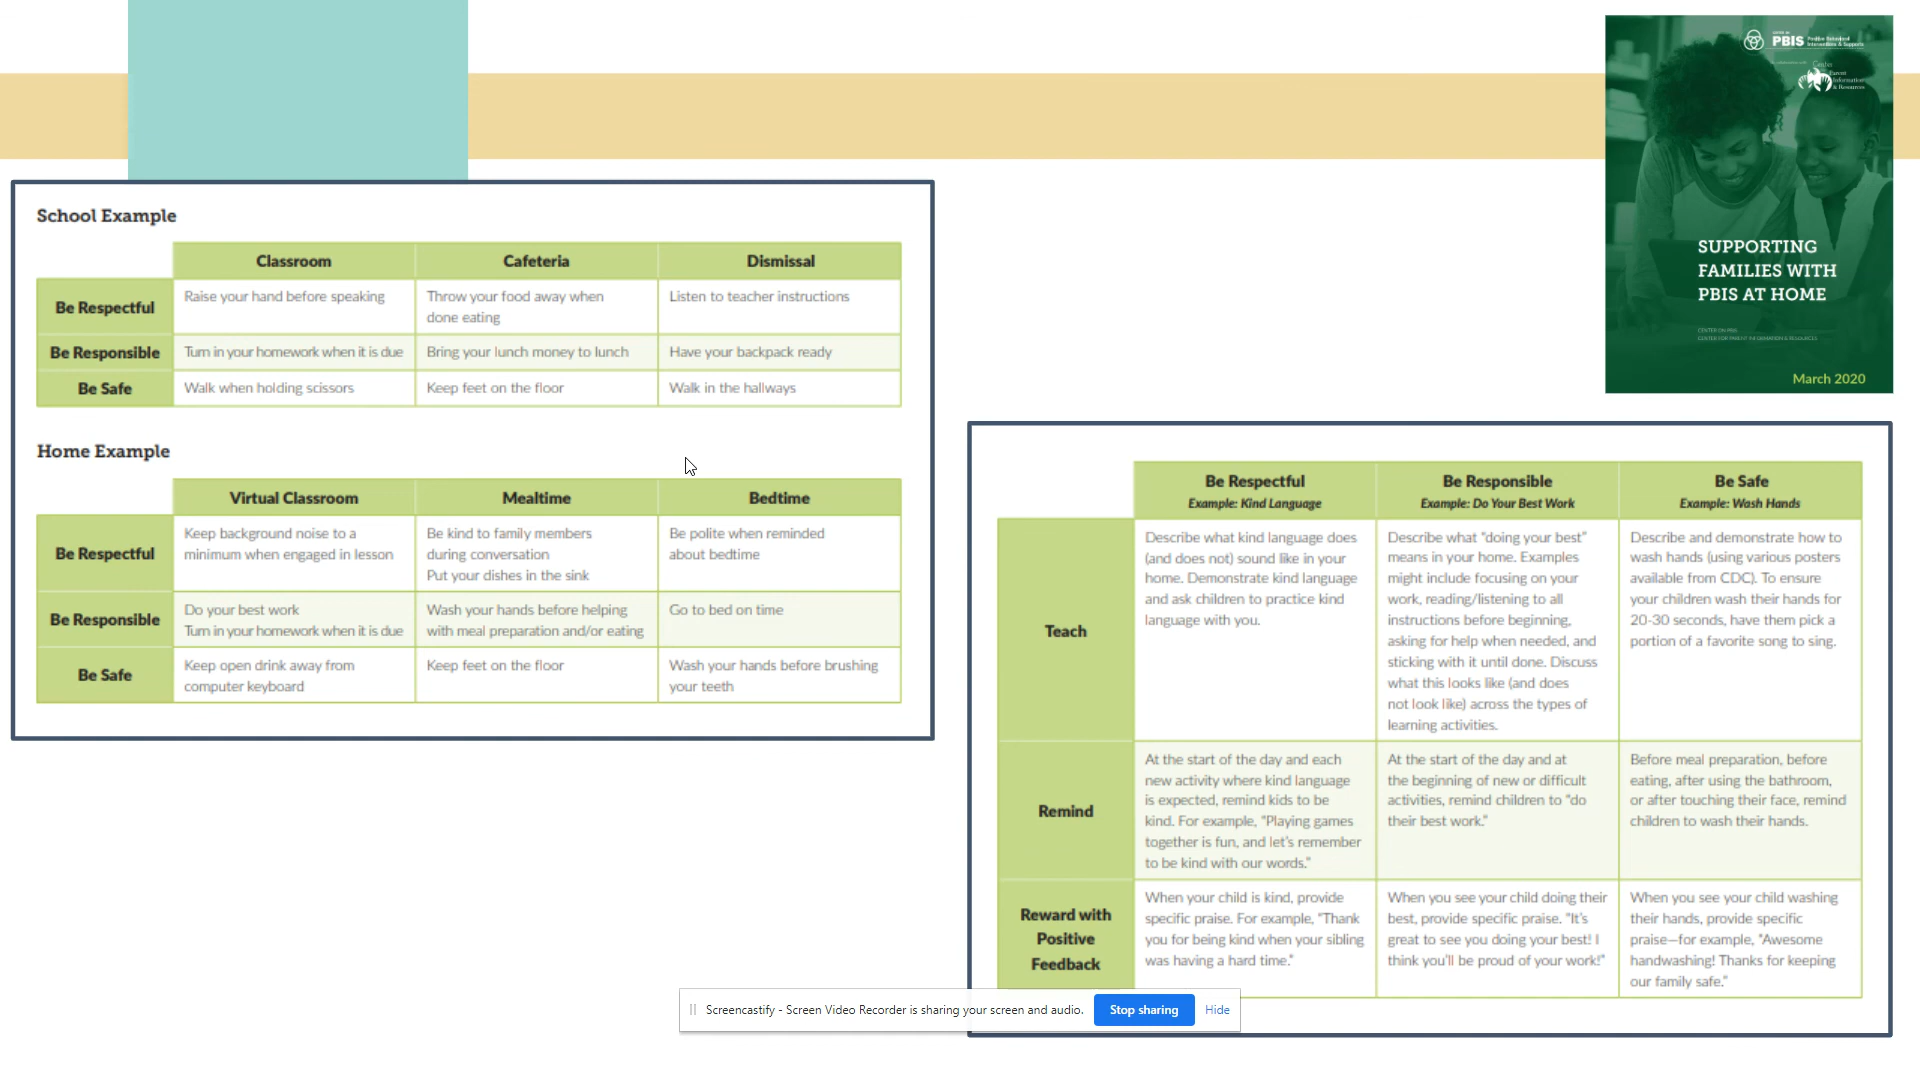 CENTER ON
PBIS Positive Behavioral
Interventions & Supports
Center
Parent
Information
& Resources
SUPPORTING
FAMILIES WITH
PBIS AT HOME
CENTER ON PBIS
CENTER FOR PARENT INFORMATION & RESOURCES
March 2020
School Example
Classroom Cafeteria Dismissal
Be Respectful
Raise your hand before speaking
Throw your food away when
done eating
Listen to teacher instructions
Be Responsible
Turn in your homework when it is due
Bring your lunch money to lunch
Have your backpack ready
Be Safe
Walk when holding scissors
Keep feet on the floor
Walk in the hallways
Home Example
Virtual Classroom Mealtime Bedtime
Be Respectful
Keep background noise to a
minimum when engaged in lesson
Be kind to family members
during conversation
Put your dishes in the sink
Be polite when reminded
about bedtime
Be Responsible
Do your best work
Turn in your homework when it is due
Wash your hands before helping
with meal preparation and/or eating
Go to bed on time
Be Safe
Keep open drink away from
computer keyboard
Keep feet on the floor
Wash your hands before brushing
your teeth
Be Respectful
Example: Kind Language
Be Responsible
Example: Do Your Best Work
Be Safe
Example: Wash Hands
Teach
Describe what kind language does
(and does not) sound like in your
home. Demonstrate kind language
and ask children to practice kind
language with you.
Describe what "doing your best"
means in your home. Examples
might include focusing on your
work, reading/listening to all
instructions before beginning,
asking for help when needed, and
sticking with it until done. Discuss
what this looks like (and does
not look like) across the types of
learning activities.
Describe and demonstrate how to
wash hands (using various posters
available from CDC). To ensure
your children wash their hands for
20-30 seconds, have them pick a
portion of a favorite song to sing.
Remind
At the start of the day and each
new activity where kind language
is expected, remind kids to be
kind. For example, "Playing games
together is fun, and let's remember
to be kind with our words."
At the start of the day and at
the beginning of new or difficult
activities, remind children to "do
their best work."
Before meal preparation, before
eating, after using the bathroom,
or after touching their face, remind
children to wash their hands.
Reward with
Positive
Feedback
When your child is kind, provide
specific praise. For example, "Thank
you for being kind when your sibling
was having a hard time."
When you see your child doing their
best, provide specific praise. "It's
great to see you doing your best! I
think you'll be proud of your work!"
When you see your child washing
their hands, provide specific
praise—for example, "Awesome
handwashing! Thanks for keeping
our family safe."
Screencastify - Screen Video Recorder is sharing your screen and audio. Stop sharing Hide